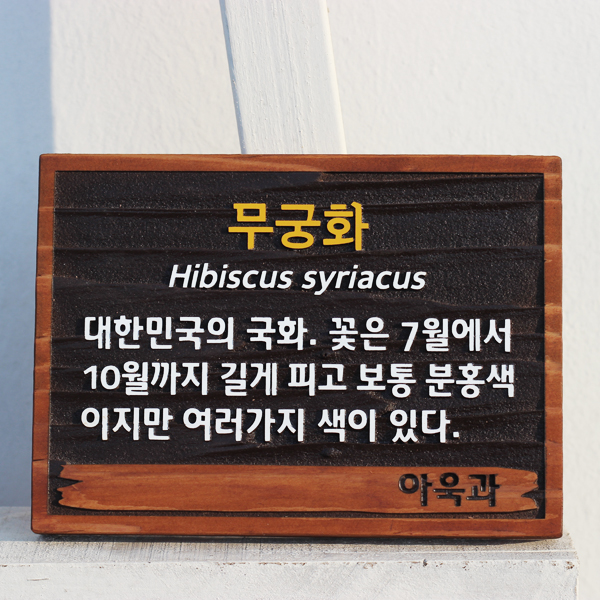 무궁화
Hibiscus syriacus
대한민국의 국화. 꽃은 7월에서
10월까지 길게 피고 보통 분홍색
이지만 여러가지 색이 있다.
아욱과